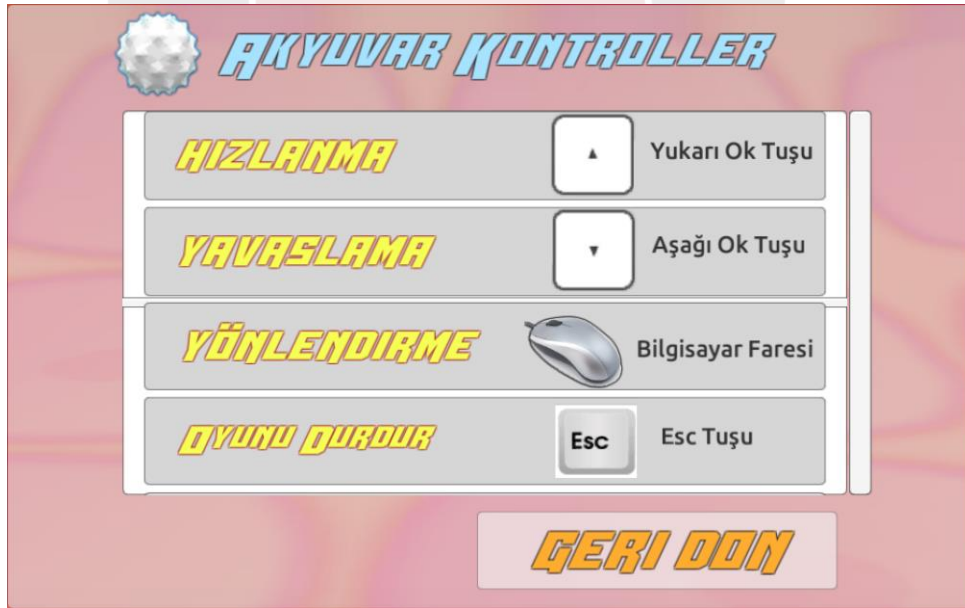 AKYUVAR KONTROLLER
HIZLANMA Yukarı Ok Tuşu
YAVASLAMA Aşağı Ok Tuşu
YÖNLENDIRME Bilgisayar Faresi
OYUNU DURDUR Esc Esc Tuşu
GERI DON